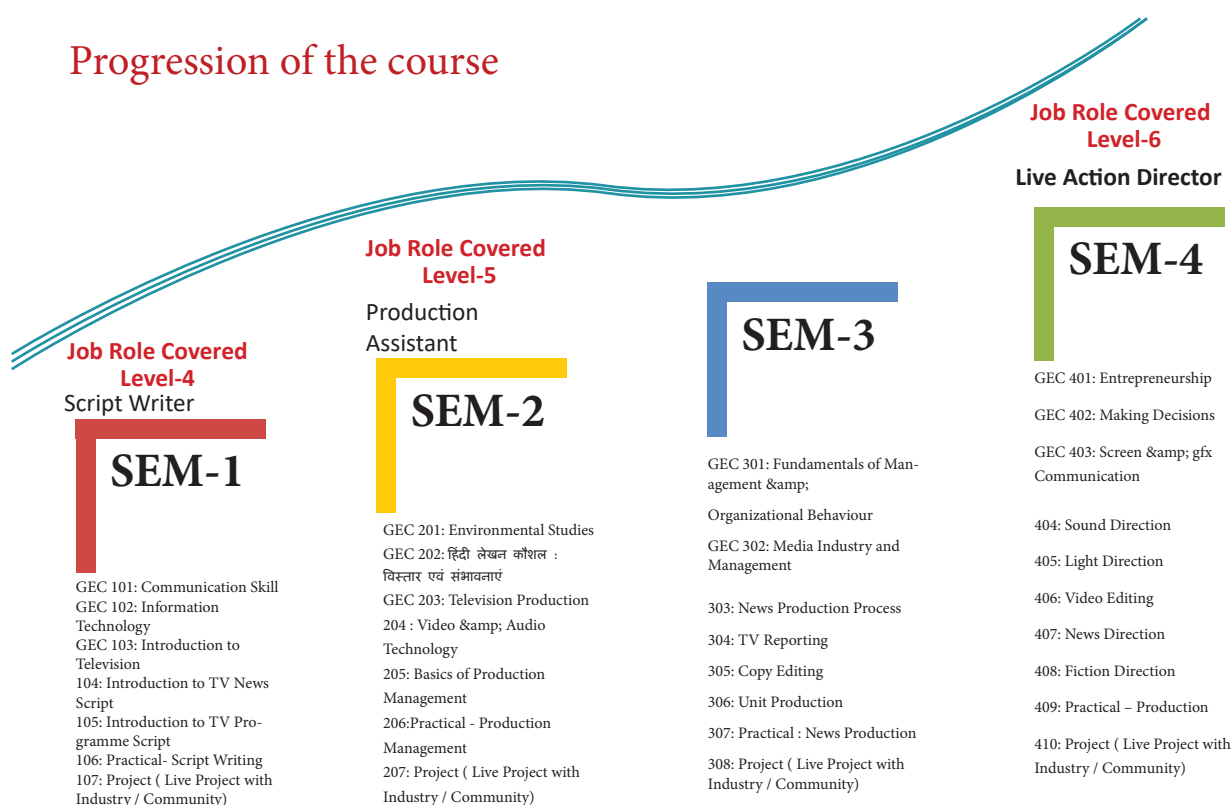 Progression of the course
Job Role Covered
Level-4
Script Writer
SEM-1
GEC 101: Communication Skill
GEC 102: Information
Technology
GEC 103: Introduction to
Television
104: Introduction to TV News
Script
105: Introduction to TV Pro-
gramme Script
106: Practical- Script Writing
107: Project ( Live Project with
Industry / Community)
Job Role Covered
Level-5
Production
Assistant
SEM-2
GEC 201: Environmental Studies
GEC 202: हिंदी लेखन कौशल :
विस्तार एवं संभावनाएं
GEC 203: Television Production
204 : Video &amp; Audio
Technology
205: Basics of Production
Management
206:Practical - Production
Management
207: Project ( Live Project with
Industry / Community)
SEM-3
GEC 301: Fundamentals of Man-
agement &amp;
Organizational Behaviour
GEC 302: Media Industry and
Management
303: News Production Process
304: TV Reporting
305: Copy Editing
306: Unit Production
307: Practical : News Production
308: Project ( Live Project with
Industry / Community)
Job Role Covered
Level-6
Live Action Director
SEM-4
GEC 401: Entrepreneurship
GEC 402: Making Decisions
GEC 403: Screen &amp; gfx
Communication
404: Sound Direction
405: Light Direction
406: Video Editing
407: News Direction
408: Fiction Direction
409: Practical – Production
410: Project ( Live Project with
Industry / Community)